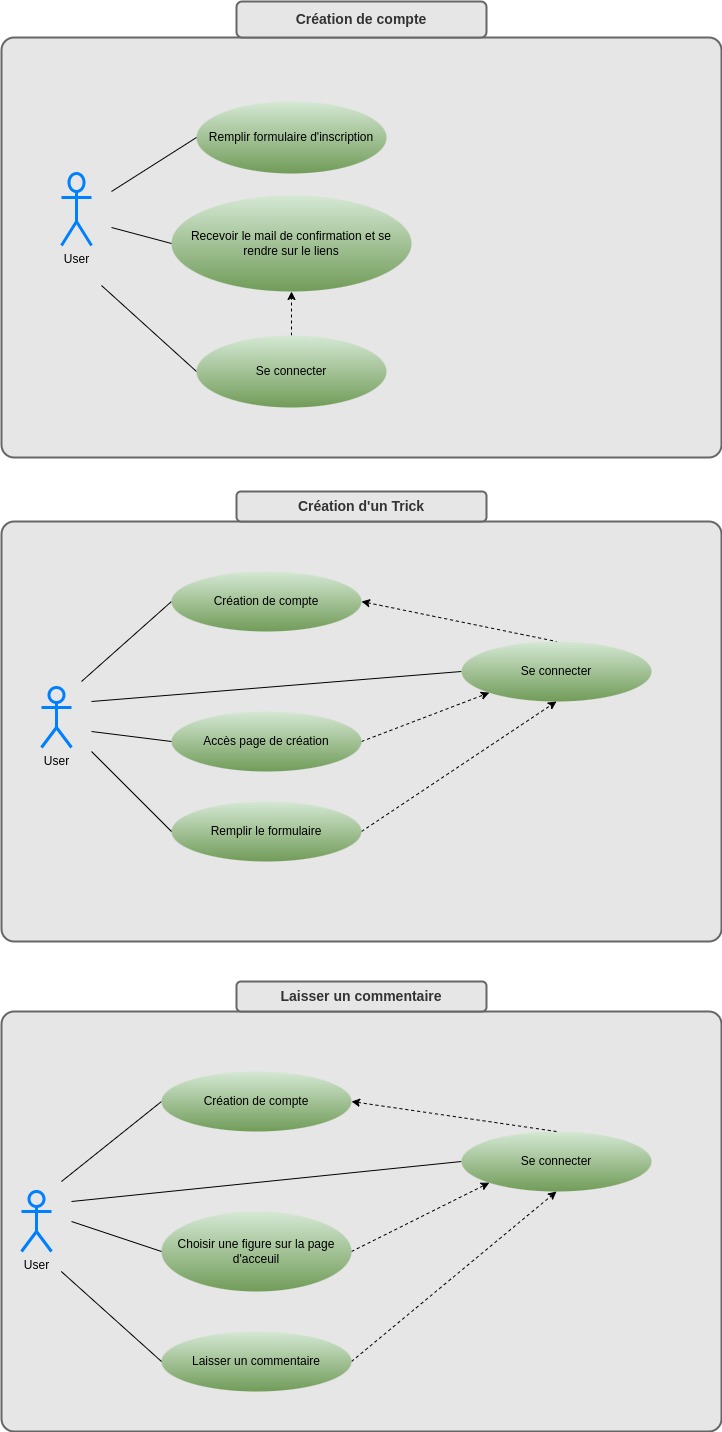 Création de compte
Remplir formulaire d'inscription
Recevoir le mail de confirmation et se
rendre sur le liens
User
Se connecter
Création d'un Trick
Création de compte
Se connecter
Accès page de création
User
Remplir le formulaire
Laisser un commentaire
Création de compte
Se connecter
Choisir une figure sur la page
d'acceuil
User
Laisser un commentaire